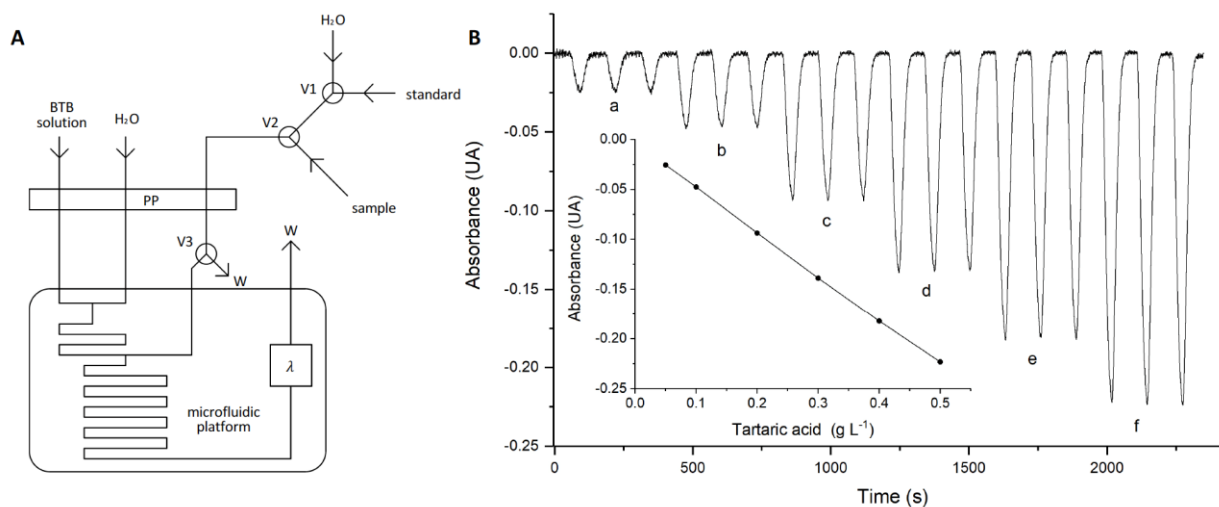 A
H₂O
V1
standard
BTB
solution
H₂O
V2
PP
sample
V3
W
W
λ
microfluidic
platform
B
0.00
-0.05
-0.10
-0.15
-0.20
-0.25
Absorbance (UA)
0
500
1000
1500
2000
Time (s)
a
b
c
d
e
f
0.00
-0.05
-0.10
-0.15
-0.20
-0.25
Absorbance (UA)
0.0
0.1
0.2
0.3
0.4
0.5
Tartaric acid (g L⁻¹)